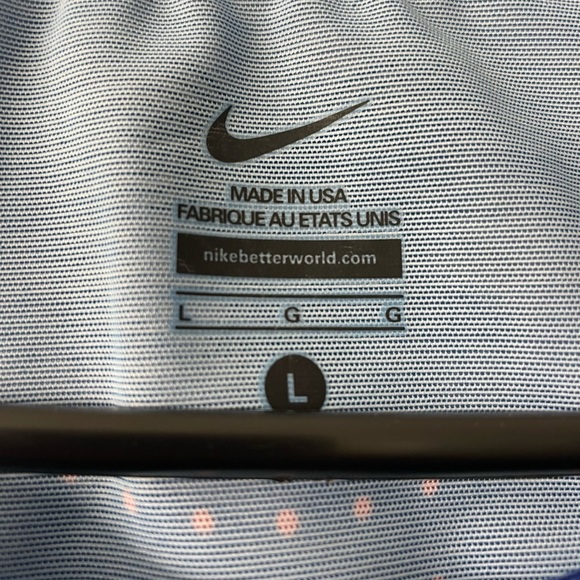 MADE IN USA
FABRIQUE AU ETATS UNIS
nikebetterworld.com
L G G
L